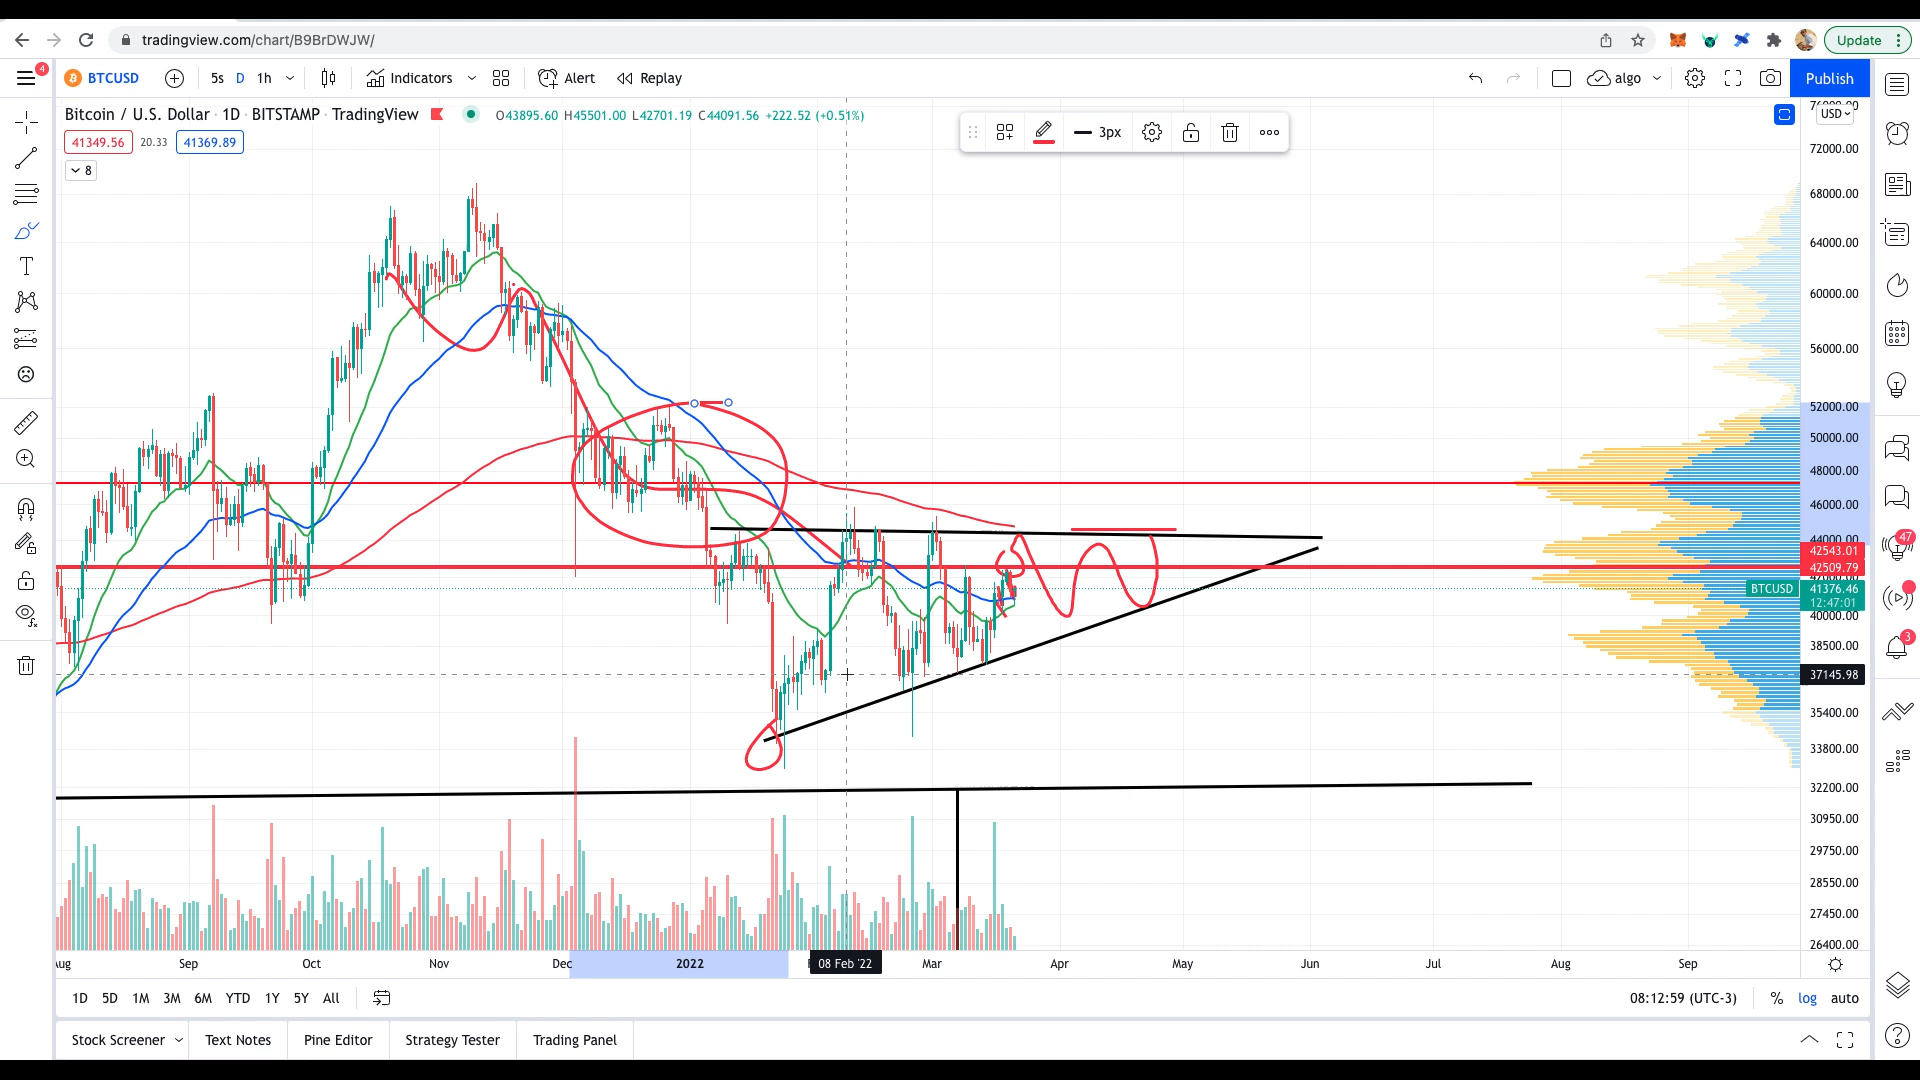 tradingview.com/chart/B9BrDWJW/
Update
4
BTCUSD
5s D 1h
Indicators
Alert
Replay
algo
Publish
Bitcoin / U.S. Dollar · 1D · BITSTAMP · TradingView
O43895.60 H45501.00 L42701.19 C44091.56 +222.52 (+0.51%)
41349.56 20.33 41369.89
8
3px
USD
72000.00
68000.00
64000.00
60000.00
56000.00
52000.00
50000.00
48000.00
46000.00
44000.00
42543.01
42509.79
BTCUSD 41376.46
12:47:01
40000.00
38500.00
37145.98
35400.00
33800.00
32200.00
30950.00
29750.00
28550.00
27450.00
26400.00
47
3
Sep Oct Nov Dec 2022 08 Feb '22 Mar Apr May Jun Jul Aug Sep
1D 5D 1M 3M 6M YTD 1Y 5Y All
08:12:59 (UTC-3) % log auto
Stock Screener Text Notes Pine Editor Strategy Tester Trading Panel